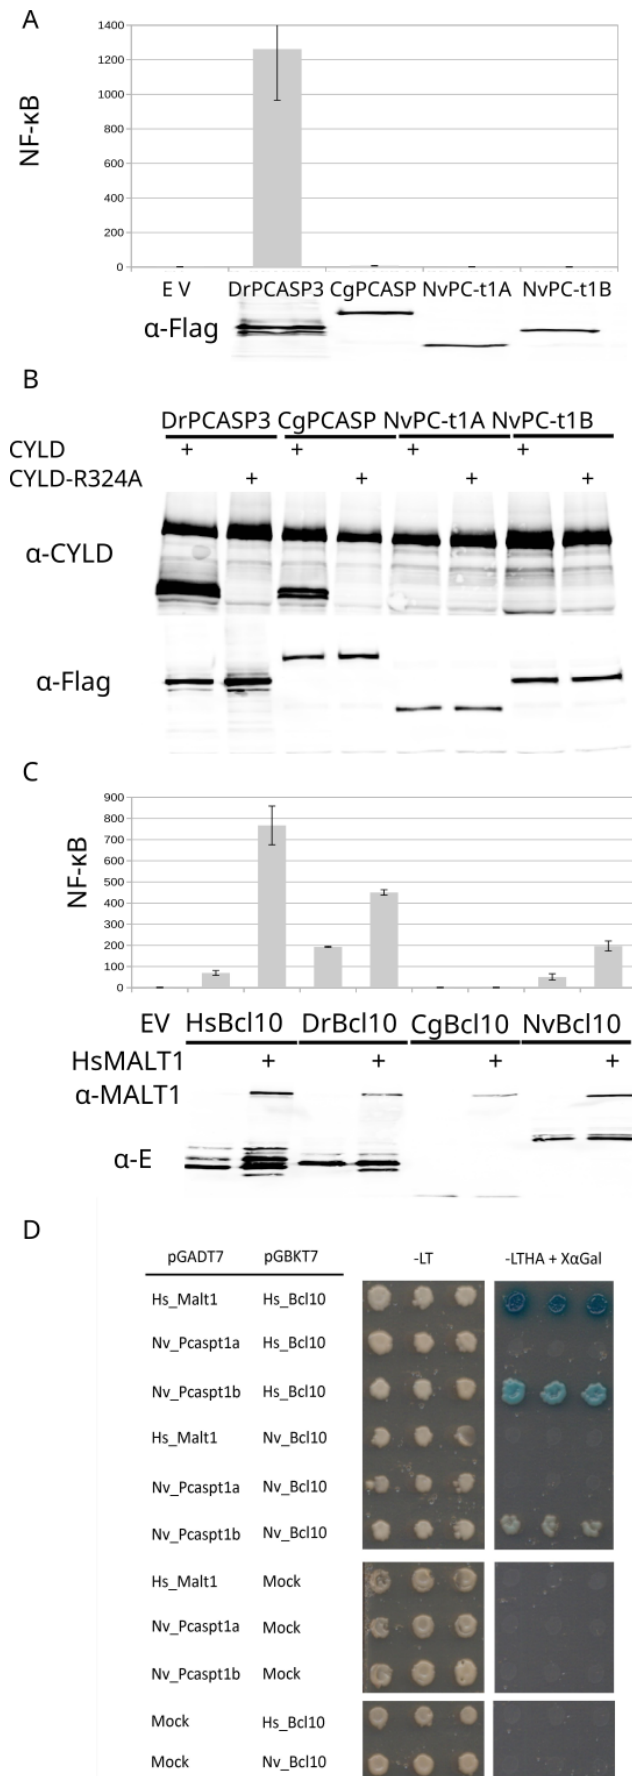 A
NF-κB
1400
1200
1000
800
600
400
200
0
E V DrPCASP3 CgPCASP NvPC-t1A NvPC-t1B
α-Flag
B
DrPCASP3 CgPCASP NvPC-t1A NvPC-t1B
CYLD + + + +
CYLD-R324A + + + +
α-CYLD
α-Flag
C
NF-κB
900
800
700
600
500
400
300
200
100
0
EV HsBcl10 DrBcl10 CgBcl10 NvBcl10
HsMALT1 + + + +
α-MALT1
α-E
D
pGADT7 pGBKT7 -LT -LTHA + XαGal
Hs_Malt1 Hs_Bcl10
Nv_Pcaspt1a Hs_Bcl10
Nv_Pcaspt1b Hs_Bcl10
Hs_Malt1 Nv_Bcl10
Nv_Pcaspt1a Nv_Bcl10
Nv_Pcaspt1b Nv_Bcl10
Hs_Malt1 Mock
Nv_Pcaspt1a Mock
Nv_Pcaspt1b Mock
Mock Hs_Bcl10
Mock Nv_Bcl10